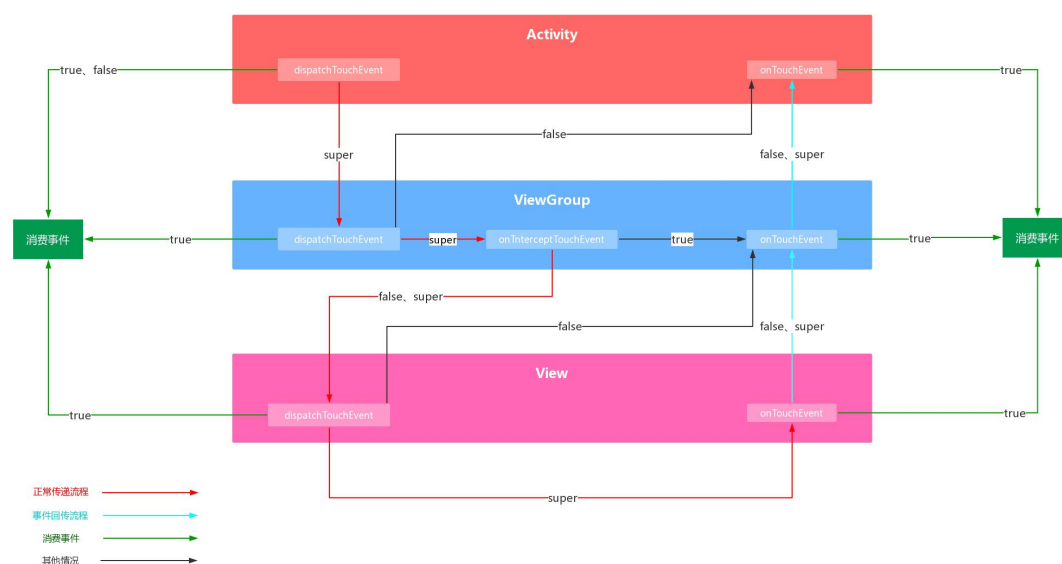 Activity
true、false
dispatchTouchEvent
onTouchEvent
true
false
super
false、super
ViewGroup
消费事件
true
dispatchTouchEvent
super
onTnterceptTouchEvent
true
onTouchEvent
true
消费事件
false、super
false
false、super
View
true
dispatchTouchEvent
onTouchEvent
true
super
正常传递流程
事件回传流程
消费事件
其他情况